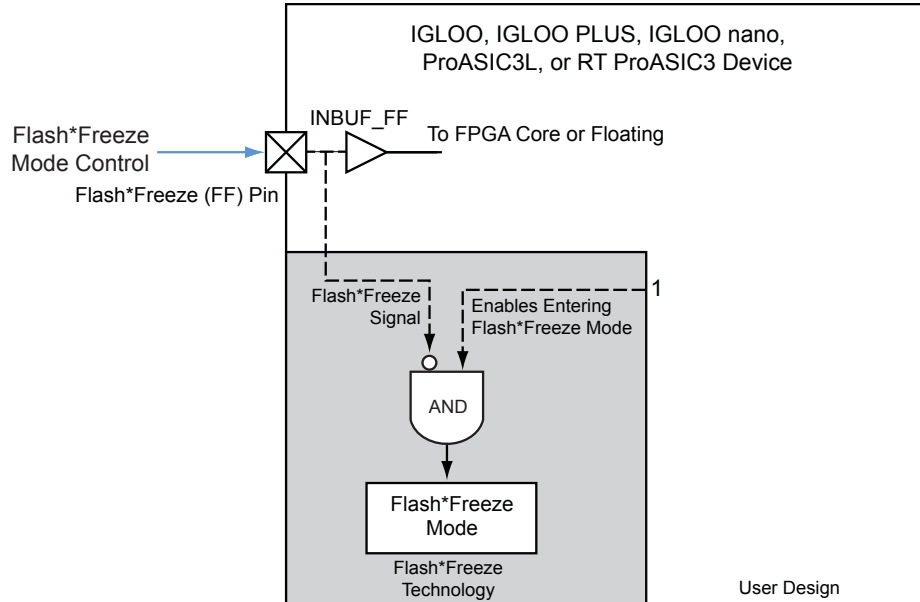 IGLOO, IGLOO PLUS, IGLOO nano,
ProASIC3L, or RT ProASIC3 Device
INBUF_FF
To FPGA Core or Floating
Flash*Freeze
Mode Control
Flash*Freeze (FF) Pin
Flash*Freeze
Signal
Enables Entering
Flash*Freeze Mode
1
AND
Flash*Freeze
Mode
Flash*Freeze
Technology
User Design